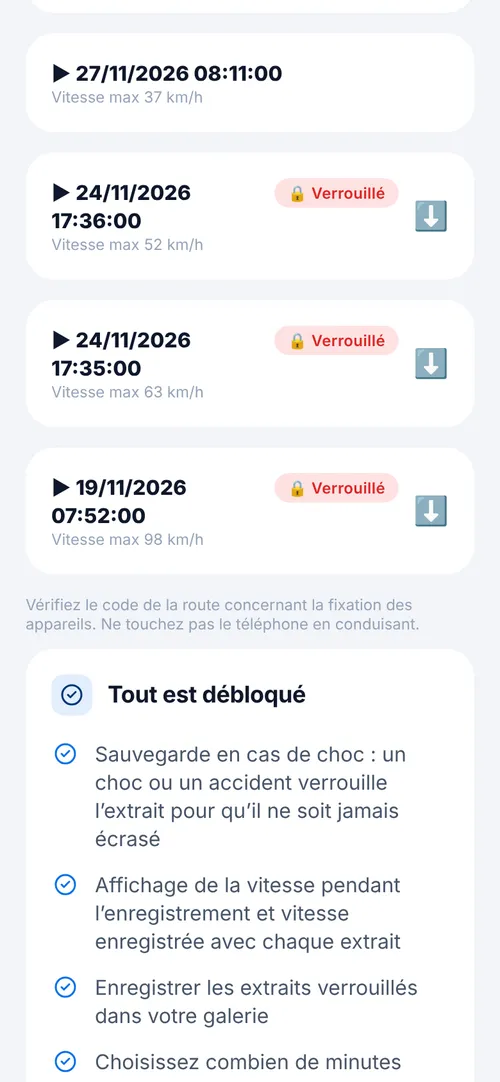 ▶ 27/11/2026 08:11:00
Vitesse max 37 km/h
▶ 24/11/2026
17:36:00
🔒 Verrouillé
⬇️
Vitesse max 52 km/h
▶ 24/11/2026
17:35:00
🔒 Verrouillé
⬇️
Vitesse max 63 km/h
▶ 19/11/2026
07:52:00
🔒 Verrouillé
⬇️
Vitesse max 98 km/h
Vérifiez le code de la route concernant la fixation des
appareils. Ne touchez pas le téléphone en conduisant.
Tout est débloqué
Sauvegarde en cas de choc : un
choc ou un accident verrouille
l’extrait pour qu’il ne soit jamais
écrasé
Affichage de la vitesse pendant
l’enregistrement et vitesse
enregistrée avec chaque extrait
Enregistrer les extraits verrouillés
dans votre galerie
Choisissez combien de minutes